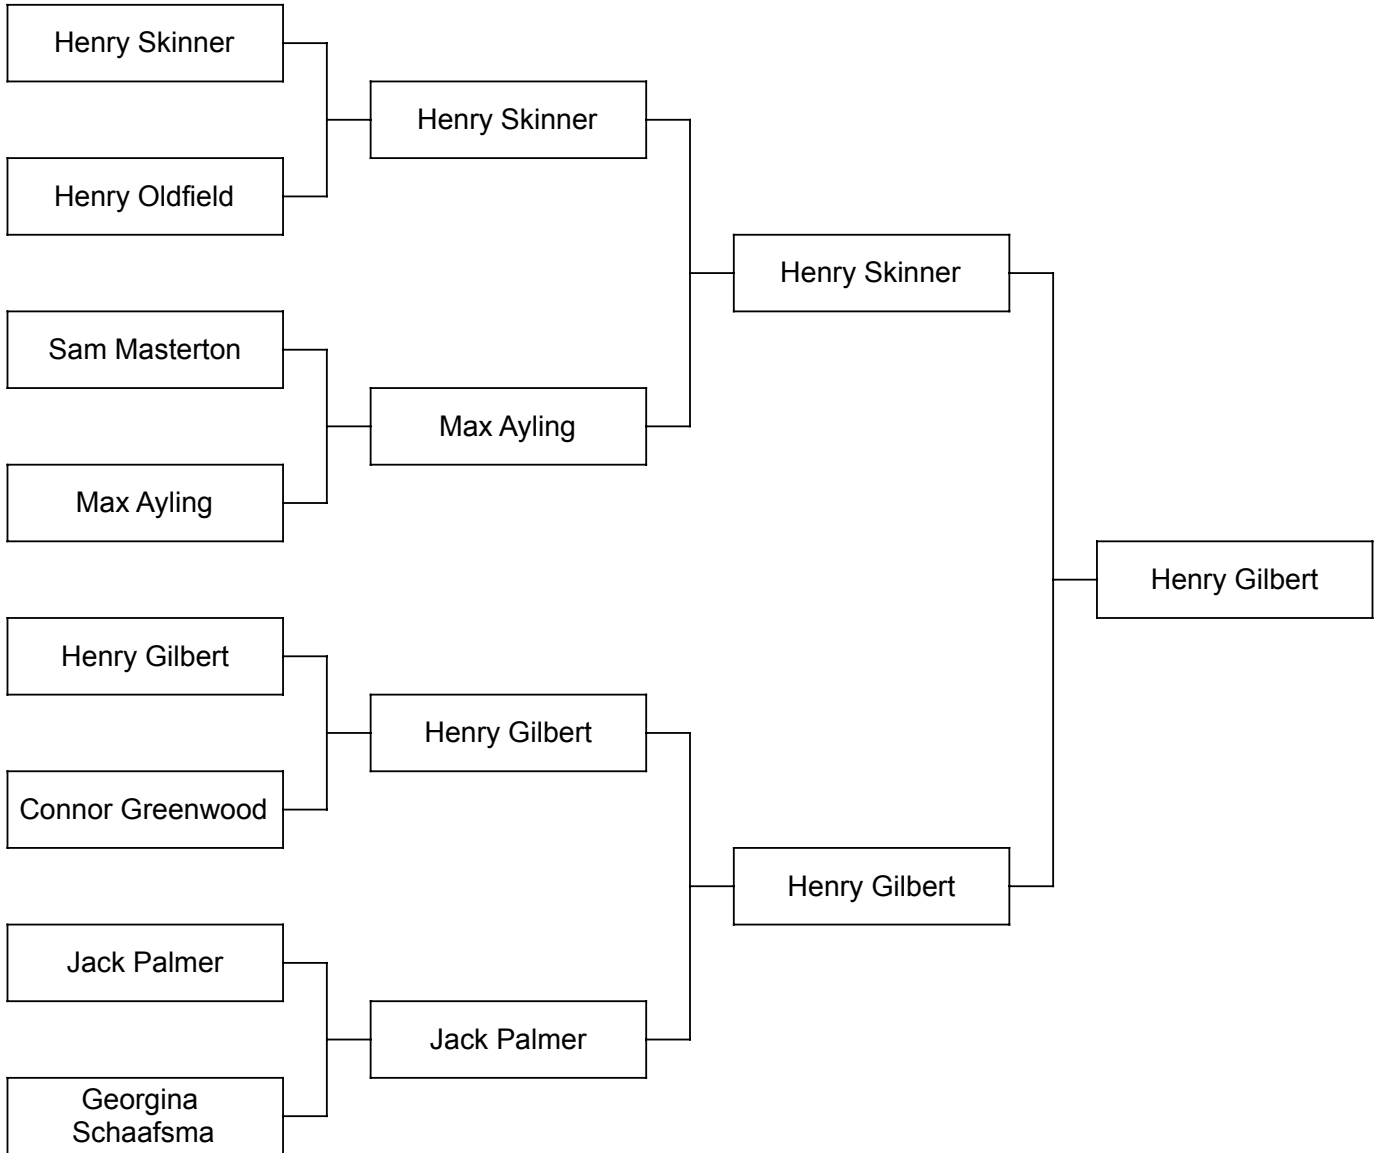 Henry Skinner
Henry Skinner
Henry Oldfield
Henry Skinner
Sam Masterton
Max Ayling
Max Ayling
Henry Gilbert
Henry Gilbert
Henry Gilbert
Connor Greenwood
Henry Gilbert
Jack Palmer
Jack Palmer
Georgina
Schaafsma